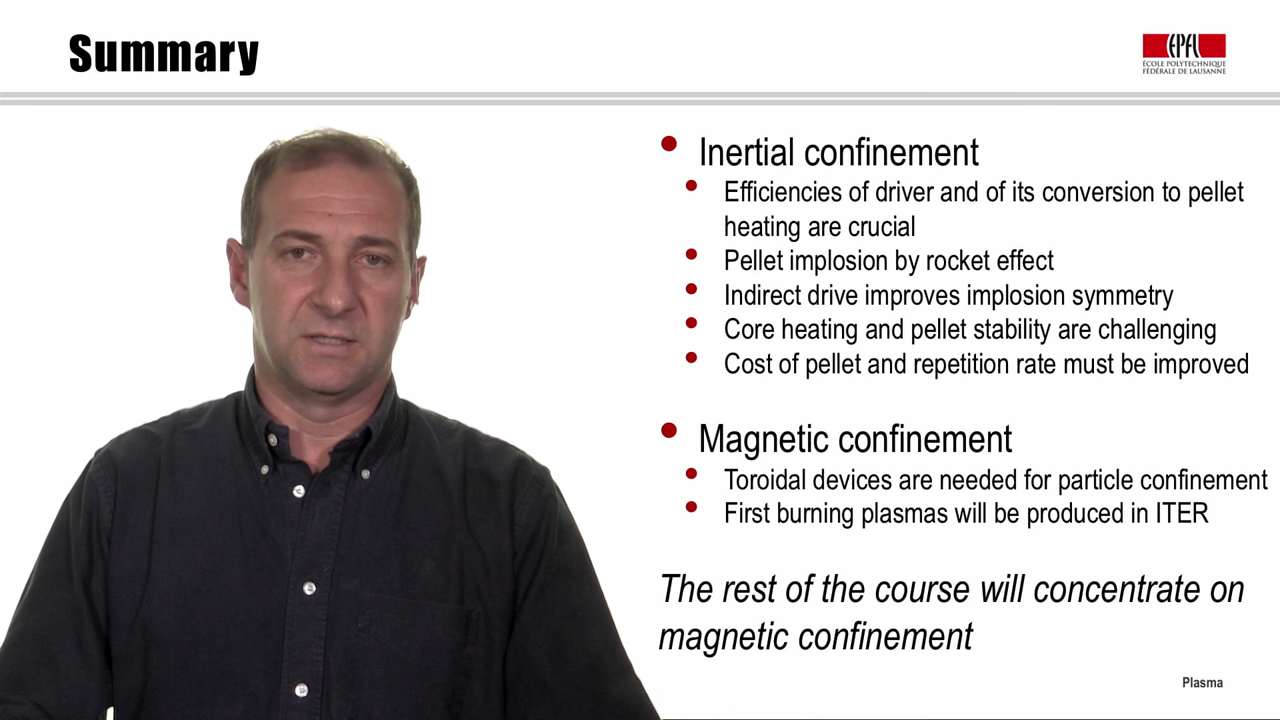 Summary
EPFL
ÉCOLE POLYTECHNIQUE
FÉDÉRALE DE LAUSANNE
• Inertial confinement
• Efficiencies of driver and of its conversion to pellet
heating are crucial
• Pellet implosion by rocket effect
• Indirect drive improves implosion symmetry
• Core heating and pellet stability are challenging
• Cost of pellet and repetition rate must be improved
• Magnetic confinement
• Toroidal devices are needed for particle confinement
• First burning plasmas will be produced in ITER
The rest of the course will concentrate on
magnetic confinement
Plasma